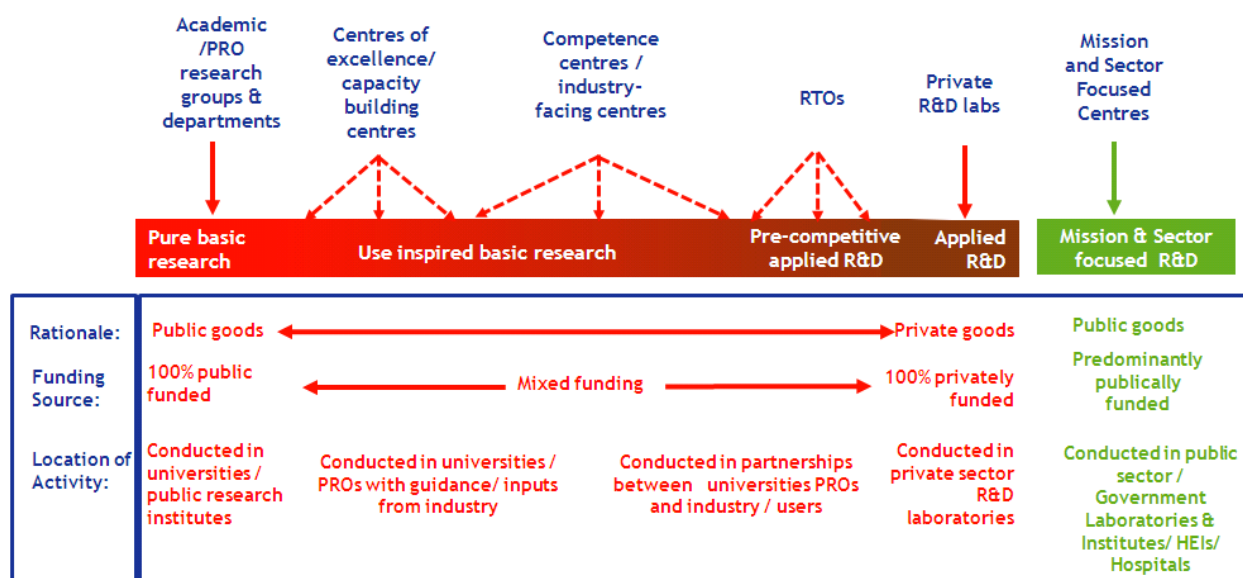 Academic
/PRO
research
groups &
departments
Centres of
excellence/
capacity
building
centres
Competence
centres /
industry-
facing centres
RTOs
Private
R&D labs
Mission
and Sector
Focused
Centres
Pure basic
research
Use inspired basic research
Pre-competitive
applied R&D
Applied
R&D
Mission & Sector
focused R&D
Rationale:
Public goods
Private goods
Public goods
Funding
Source:
100% public
funded
Mixed funding
100% privately
funded
Predominantly
publically
funded
Location of
Activity:
Conducted in
universities /
public research
institutes
Conducted in universities /
PROs with guidance/ inputs
from industry
Conducted in partnerships
between universities PROs
and industry / users
Conducted in
private sector
R&D
laboratories
Conducted in public
sector /
Government
Laboratories &
Institutes/ HEIs/
Hospitals